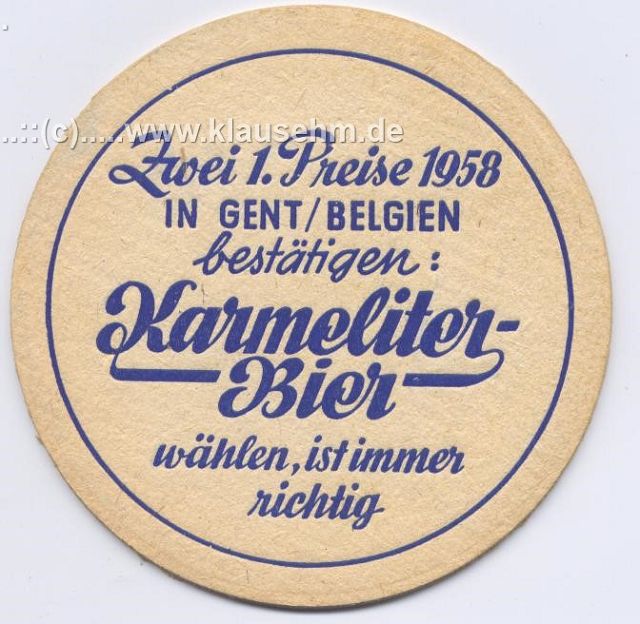 ..::(c).....www.klausehm.de
Zwei 1. Preise 1958
IN GENT/BELGIEN
bestätigen:
Karmeliter-
Bier
wählen, ist immer
richtig